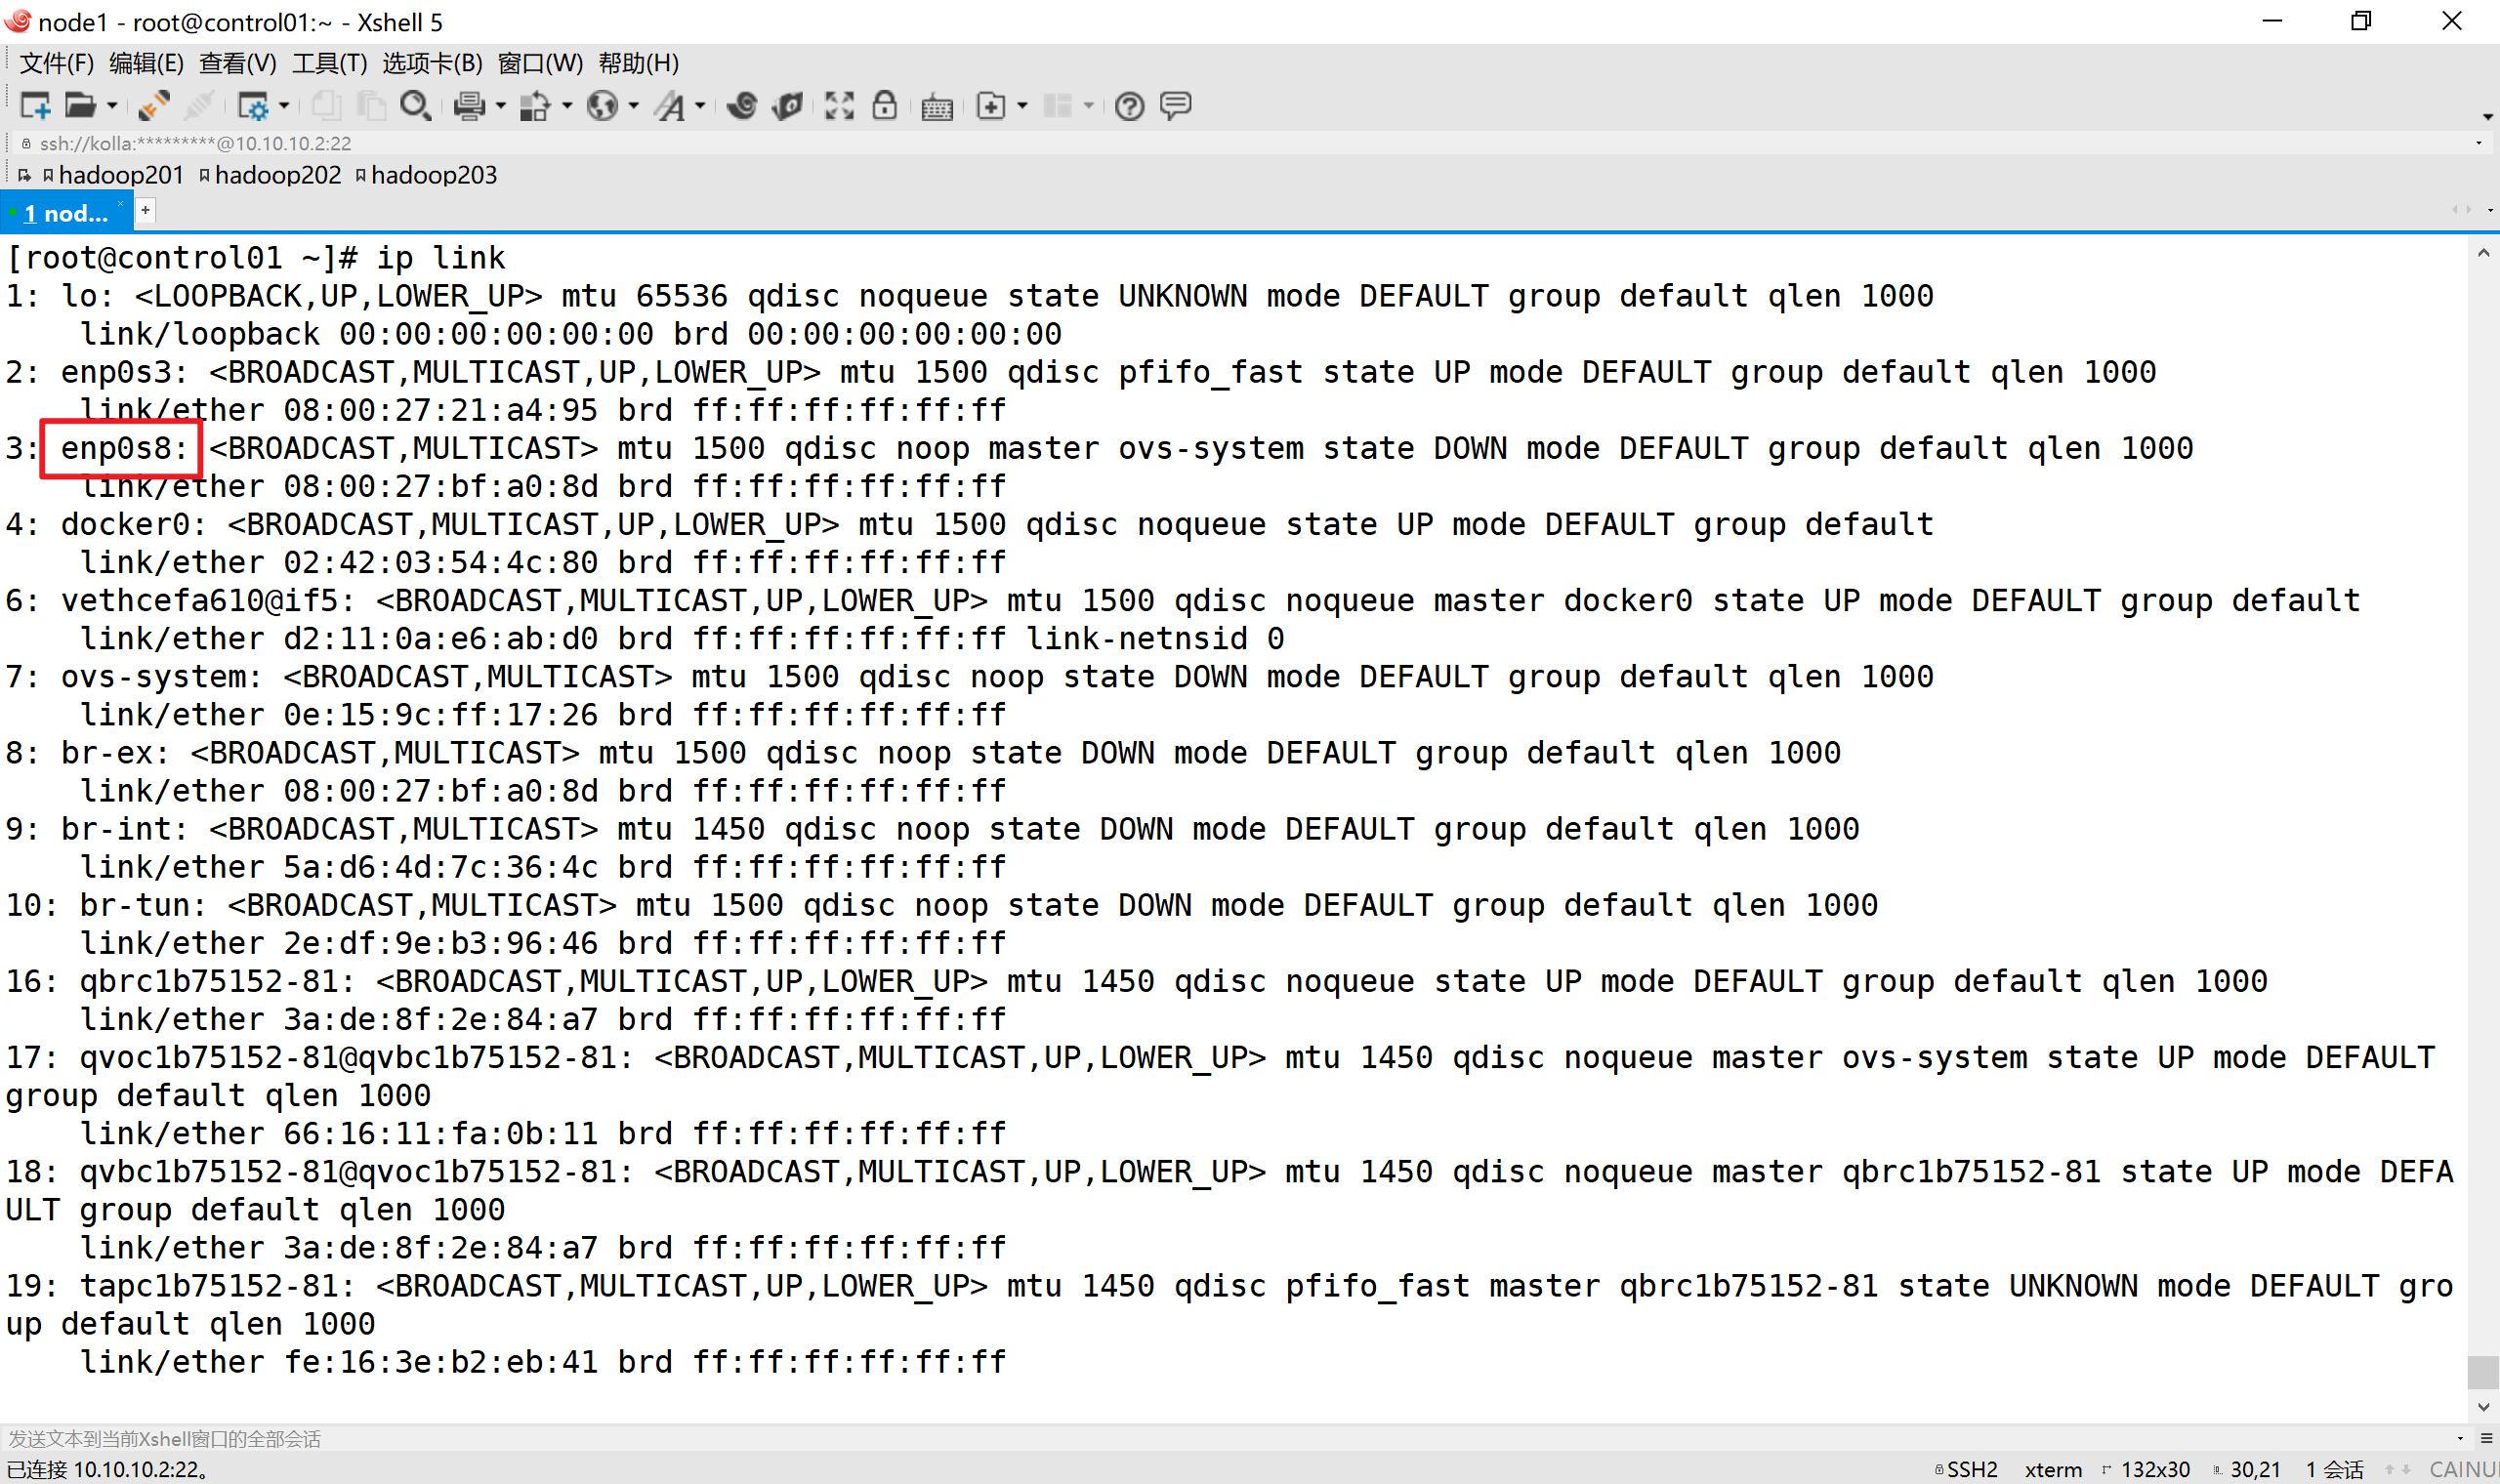 node1 - root@control01:~ - Xshell 5
文件(F) 编辑(E) 查看(V) 工具(T) 选项卡(B) 窗口(W) 帮助(H)
ssh://kolla:*********@10.10.10.2:22
hadoop201 hadoop202 hadoop203
1 nod... × +
[root@control01 ~]# ip link
1: lo: <LOOPBACK,UP,LOWER_UP> mtu 65536 qdisc noqueue state UNKNOWN mode DEFAULT group default qlen 1000
    link/loopback 00:00:00:00:00:00 brd 00:00:00:00:00:00
2: enp0s3: <BROADCAST,MULTICAST,UP,LOWER_UP> mtu 1500 qdisc pfifo_fast state UP mode DEFAULT group default qlen 1000
    link/ether 08:00:27:21:a4:95 brd ff:ff:ff:ff:ff:ff
3: enp0s8: <BROADCAST,MULTICAST> mtu 1500 qdisc noop master ovs-system state DOWN mode DEFAULT group default qlen 1000
    link/ether 08:00:27:bf:a0:8d brd ff:ff:ff:ff:ff:ff
4: docker0: <BROADCAST,MULTICAST,UP,LOWER_UP> mtu 1500 qdisc noqueue state UP mode DEFAULT group default
    link/ether 02:42:03:54:4c:80 brd ff:ff:ff:ff:ff:ff
6: vethcefa610@if5: <BROADCAST,MULTICAST,UP,LOWER_UP> mtu 1500 qdisc noqueue master docker0 state UP mode DEFAULT group default
    link/ether d2:11:0a:e6:ab:d0 brd ff:ff:ff:ff:ff:ff link-netnsid 0
7: ovs-system: <BROADCAST,MULTICAST> mtu 1500 qdisc noop state DOWN mode DEFAULT group default qlen 1000
    link/ether 0e:15:9c:ff:17:26 brd ff:ff:ff:ff:ff:ff
8: br-ex: <BROADCAST,MULTICAST> mtu 1500 qdisc noop state DOWN mode DEFAULT group default qlen 1000
    link/ether 08:00:27:bf:a0:8d brd ff:ff:ff:ff:ff:ff
9: br-int: <BROADCAST,MULTICAST> mtu 1450 qdisc noop state DOWN mode DEFAULT group default qlen 1000
    link/ether 5a:d6:4d:7c:36:4c brd ff:ff:ff:ff:ff:ff
10: br-tun: <BROADCAST,MULTICAST> mtu 1500 qdisc noop state DOWN mode DEFAULT group default qlen 1000
    link/ether 2e:df:9e:b3:96:46 brd ff:ff:ff:ff:ff:ff
16: qbrc1b75152-81: <BROADCAST,MULTICAST,UP,LOWER_UP> mtu 1450 qdisc noqueue state UP mode DEFAULT group default qlen 1000
    link/ether 3a:de:8f:2e:84:a7 brd ff:ff:ff:ff:ff:ff
17: qvoc1b75152-81@qvbc1b75152-81: <BROADCAST,MULTICAST,UP,LOWER_UP> mtu 1450 qdisc noqueue master ovs-system state UP mode DEFAULT
group default qlen 1000
    link/ether 66:16:11:fa:0b:11 brd ff:ff:ff:ff:ff:ff
18: qvbc1b75152-81@qvoc1b75152-81: <BROADCAST,MULTICAST,UP,LOWER_UP> mtu 1450 qdisc noqueue master qbrc1b75152-81 state UP mode DEFA
ULT group default qlen 1000
    link/ether 3a:de:8f:2e:84:a7 brd ff:ff:ff:ff:ff:ff
19: tapc1b75152-81: <BROADCAST,MULTICAST,UP,LOWER_UP> mtu 1450 qdisc pfifo_fast master qbrc1b75152-81 state UNKNOWN mode DEFAULT gro
up default qlen 1000
    link/ether fe:16:3e:b2:eb:41 brd ff:ff:ff:ff:ff:ff
发送文本到当前Xshell窗口的全部会话
已连接 10.10.10.2:22。 SSH2 xterm 132x30 30,21 1 会话